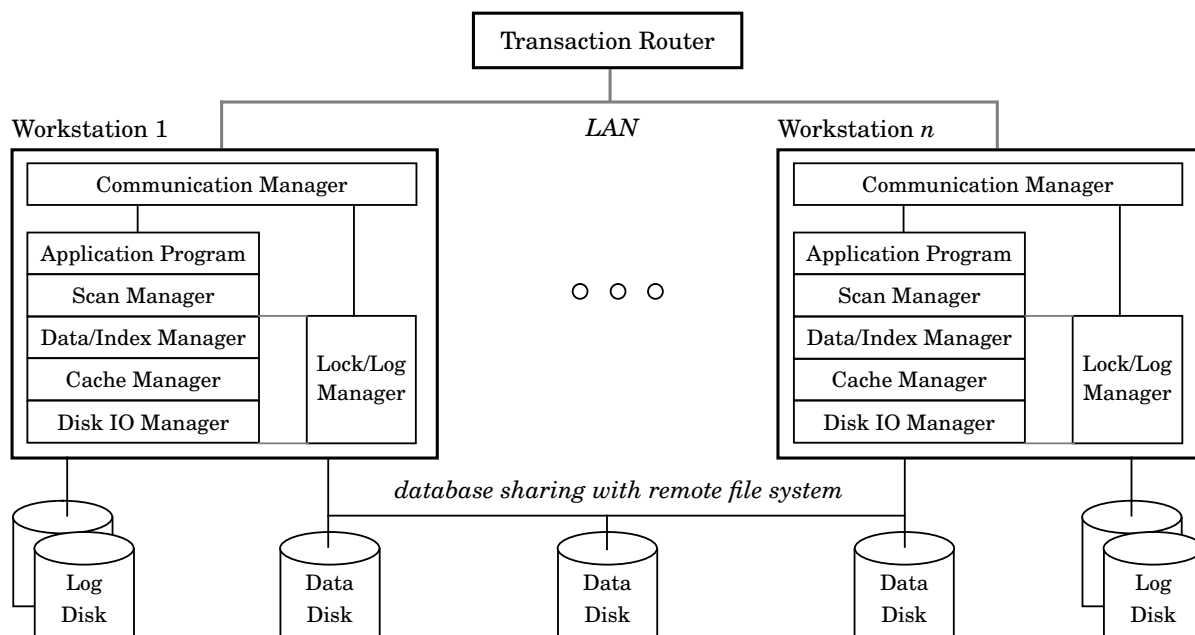 Transaction Router
LAN
Workstation 1
Communication Manager
Application Program
Scan Manager
Data/Index Manager
Cache Manager
Disk IO Manager
Lock/Log
Manager
Workstation n
Communication Manager
Application Program
Scan Manager
Data/Index Manager
Cache Manager
Disk IO Manager
Lock/Log
Manager
database sharing with remote file system
Log
Disk
Data
Disk
Data
Disk
Data
Disk
Log
Disk